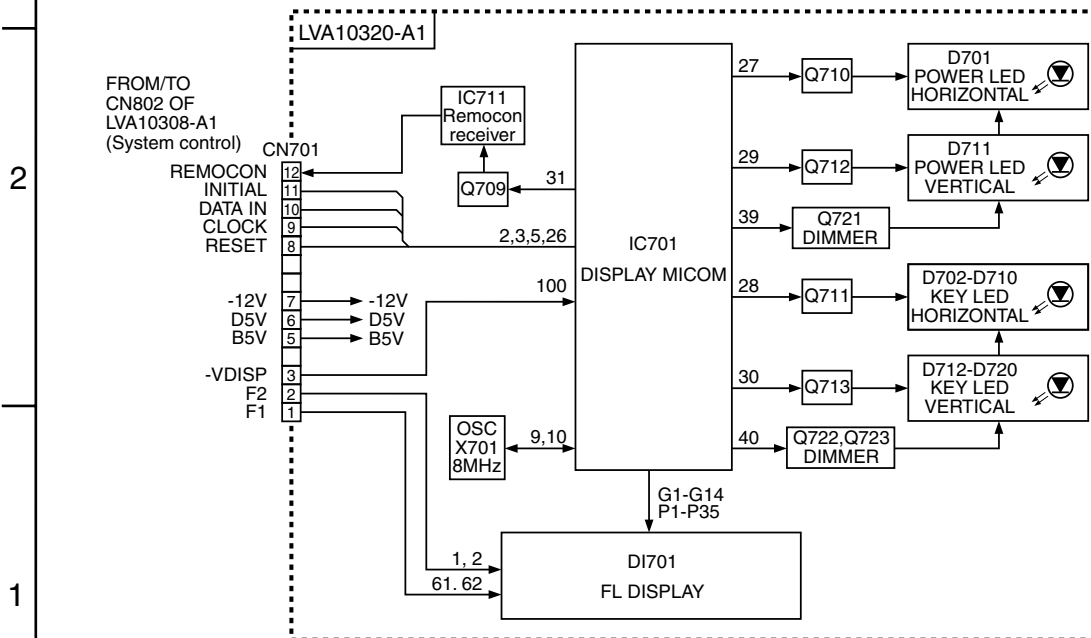 LVA10320-A1
FROM/TO
CN802 OF
LVA10308-A1
(System control)
CN701
REMOCON 12
INITIAL 11
DATA IN 10
CLOCK 9
RESET 8
-12V 7 -12V
D5V 6 D5V
B5V 5 B5V
-VDISP 3
F2 2
F1 1
2
1
IC711
Remocon
receiver
Q709
31
2,3,5,26
100
OSC
X701
8MHz
9,10
IC701
DISPLAY MICOM
G1-G14
P1-P35
1, 2
61. 62
DI701
FL DISPLAY
27
Q710
D701
POWER LED
HORIZONTAL
29
Q712
D711
POWER LED
VERTICAL
39
Q721
DIMMER
28
Q711
D702-D710
KEY LED
HORIZONTAL
30
Q713
D712-D720
KEY LED
VERTICAL
40
Q722,Q723
DIMMER